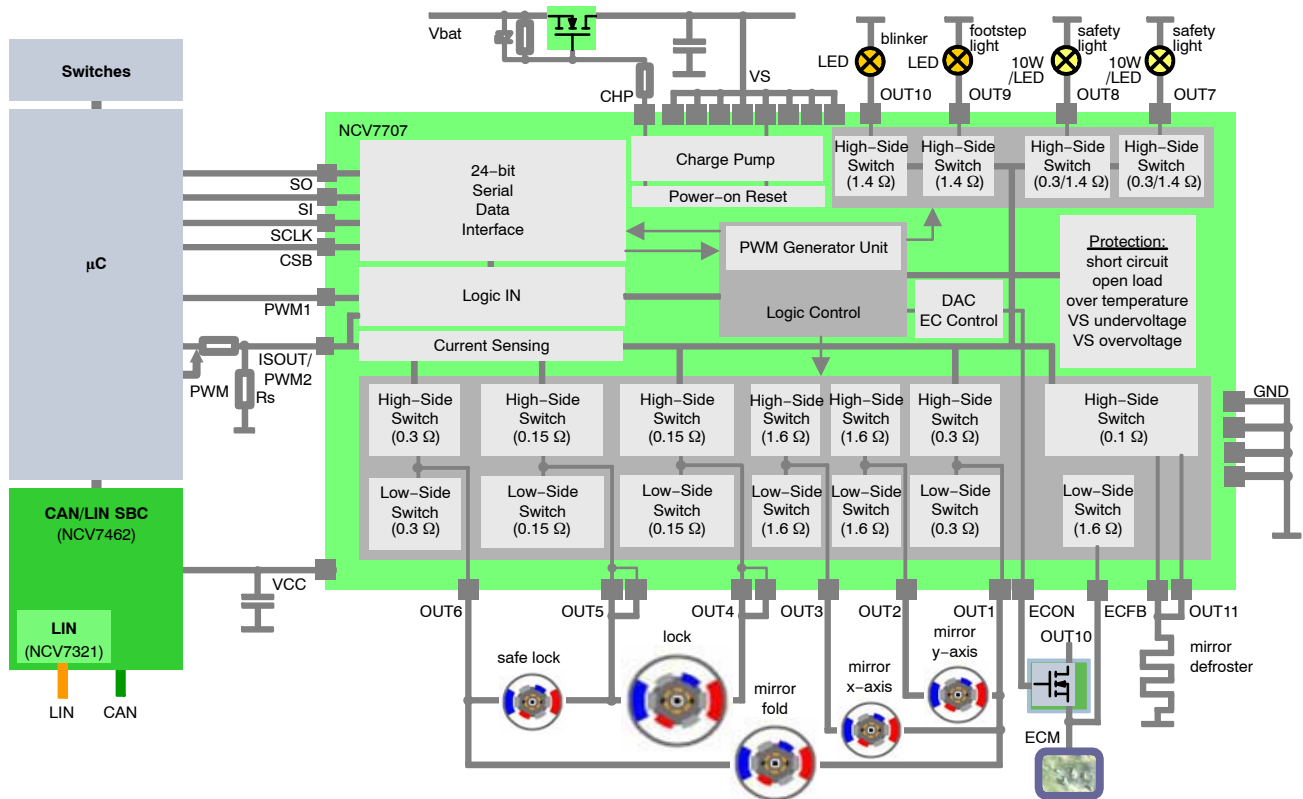 Vbat
CHP
VS
LED
blinker
OUT10
LED
footstep
light
OUT9
10W
/LED
safety
light
OUT8
10W
/LED
safety
light
OUT7
Switches
μC
NCV7707
SO
SI
SCLK
CSB
PWM1
ISOUT/
PWM2
PWM
Rs
24−bit
Serial
Data
Interface
Logic IN
Current Sensing
Charge Pump
Power−on Reset
PWM Generator Unit
Logic Control
DAC
EC Control
High−Side
Switch
(1.4 Ω)
High−Side
Switch
(1.4 Ω)
High−Side
Switch
(0.3/1.4 Ω)
High−Side
Switch
(0.3/1.4 Ω)
Protection:
short circuit
open load
over temperature
VS undervoltage
VS overvoltage
High−Side
Switch
(0.3 Ω)
High−Side
Switch
(0.15 Ω)
High−Side
Switch
(0.15 Ω)
High−Side
Switch
(1.6 Ω)
High−Side
Switch
(1.6 Ω)
High−Side
Switch
(0.3 Ω)
High−Side
Switch
(0.1 Ω)
GND
Low−Side
Switch
(0.3 Ω)
Low−Side
Switch
(0.15 Ω)
Low−Side
Switch
(0.15 Ω)
Low−Side
Switch
(1.6 Ω)
Low−Side
Switch
(1.6 Ω)
Low−Side
Switch
(0.3 Ω)
Low−Side
Switch
(1.6 Ω)
CAN/LIN SBC
(NCV7462)
VCC
LIN
(NCV7321)
LIN
CAN
OUT6
OUT5
OUT4
OUT3
OUT2
OUT1
ECON
ECFB
OUT11
safe lock
lock
mirror
fold
mirror
x−axis
mirror
y−axis
OUT10
ECM
mirror
defroster